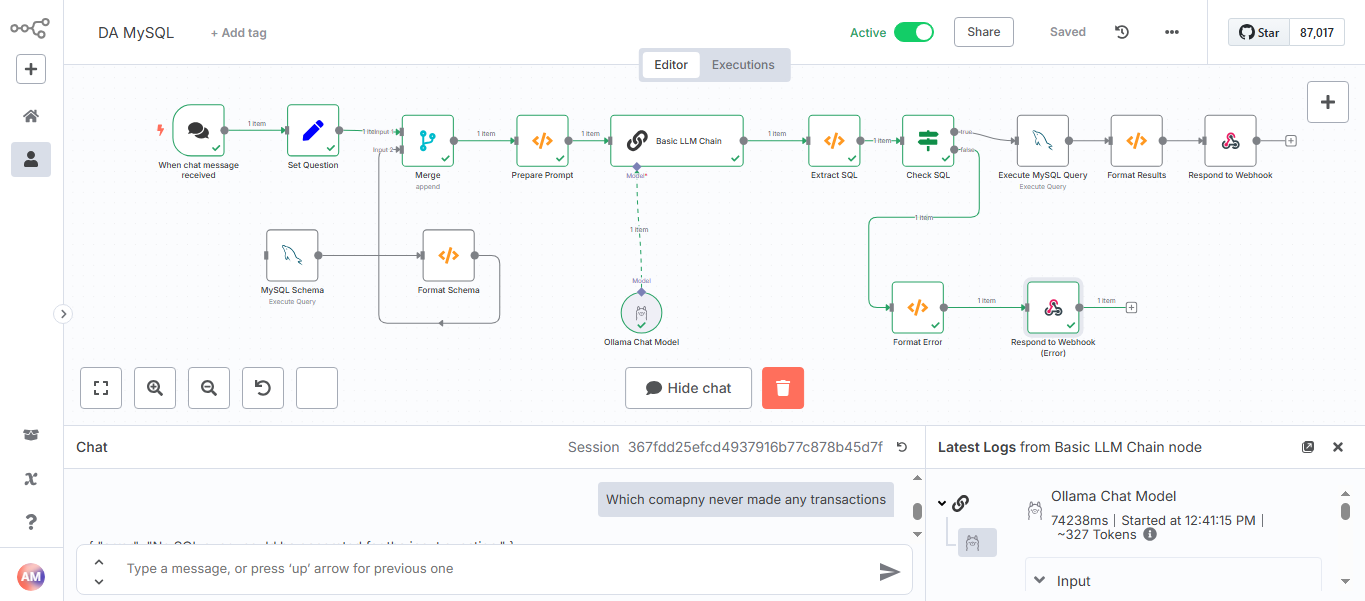 DA MySQL
+ Add tag
Active
Share
Saved
Star
87,017
Editor
Executions
1 item
1 item
Input 1
Input 2
1 item
1 item
1 item
1 item
true
false
When chat message
received
Set Question
Merge
append
Prepare Prompt
Basic LLM Chain
Model*
Extract SQL
Check SQL
Execute MySQL Query
Execute Query
Format Results
Respond to Webhook
1 item
1 item
MySQL Schema
Execute Query
Format Schema
Model
Ollama Chat Model
1 item
1 item
Format Error
Respond to Webhook
(Error)
Hide chat
Chat
Session 367fdd25efcd4937916b77c878b45d7f
Latest Logs from Basic LLM Chain node
Which comapny never made any transactions
Type a message, or press ‘up’ arrow for previous one
Ollama Chat Model
74238ms | Started at 12:41:15 PM |
~327 Tokens
Input
AM